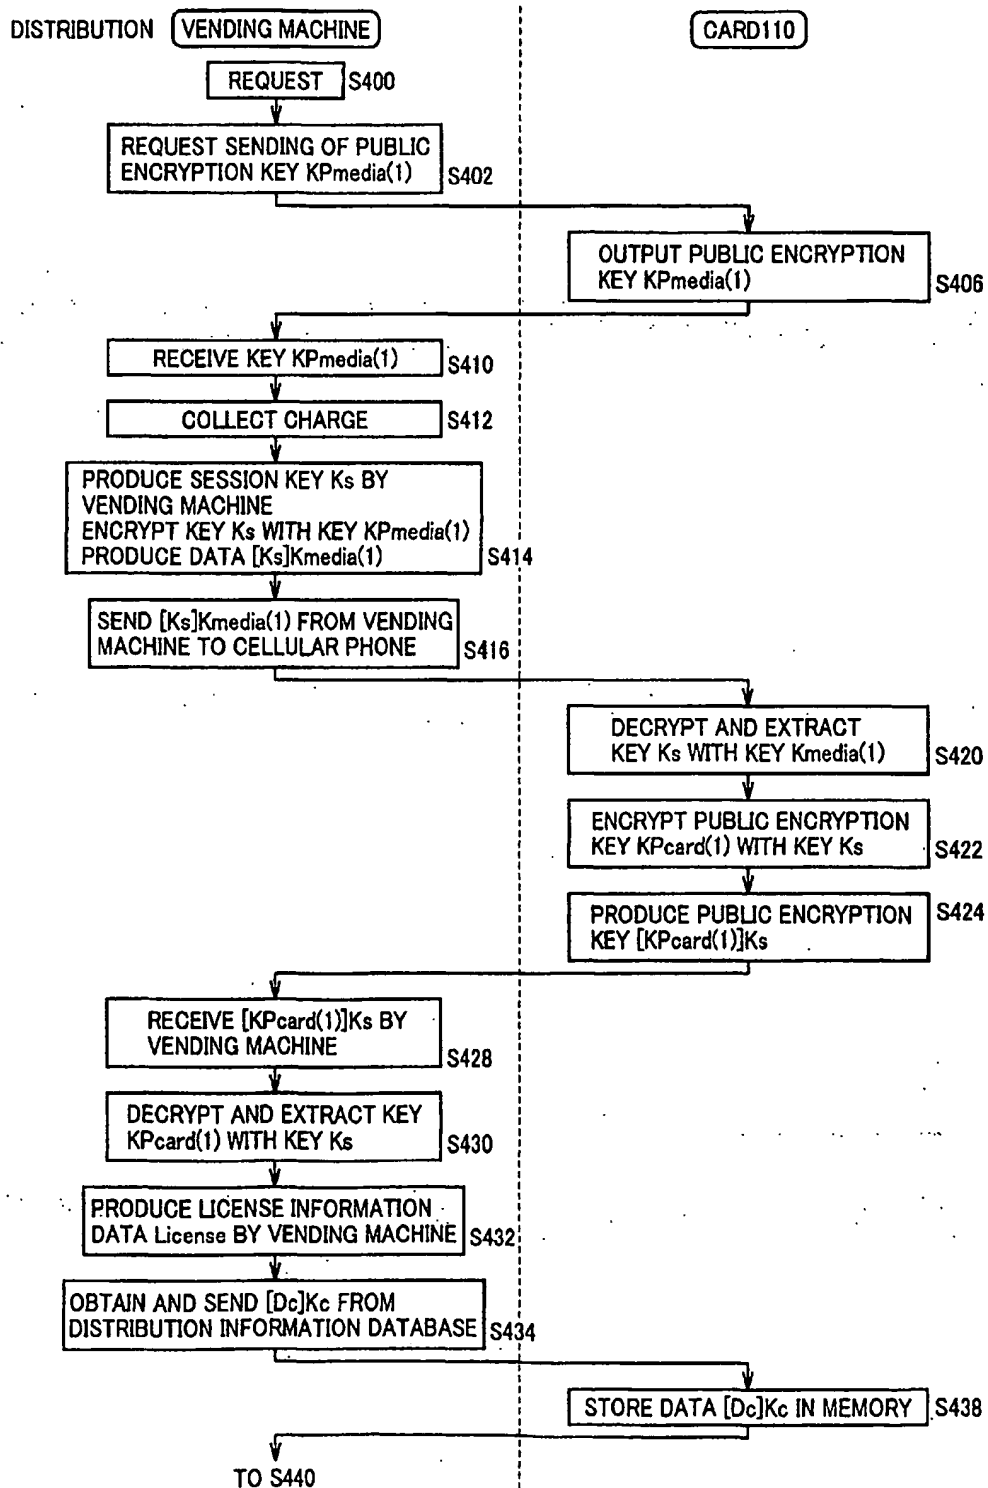 DISTRIBUTION VENDING MACHINE
CARD110
REQUEST S400
REQUEST SENDING OF PUBLIC
ENCRYPTION KEY KPmedia(1) S402
OUTPUT PUBLIC ENCRYPTION
KEY KPmedia(1) S406
RECEIVE KEY KPmedia(1) S410
COLLECT CHARGE S412
PRODUCE SESSION KEY Ks BY
VENDING MACHINE
ENCRYPT KEY Ks WITH KEY KPmedia(1)
PRODUCE DATA [Ks]Kmedia(1) S414
SEND [Ks]Kmedia(1) FROM VENDING
MACHINE TO CELLULAR PHONE S416
DECRYPT AND EXTRACT
KEY Ks WITH KEY Kmedia(1) S420
ENCRYPT PUBLIC ENCRYPTION
KEY KPcard(1) WITH KEY Ks S422
PRODUCE PUBLIC ENCRYPTION S424
KEY [KPcard(1)]Ks
RECEIVE [KPcard(1)]Ks BY
VENDING MACHINE S428
DECRYPT AND EXTRACT KEY
KPcard(1) WITH KEY Ks S430
PRODUCE LICENSE INFORMATION
DATA License BY VENDING MACHINE S432
OBTAIN AND SEND [Dc]Kc FROM
DISTRIBUTION INFORMATION DATABASE S434
STORE DATA [Dc]Kc IN MEMORY S438
TO S440